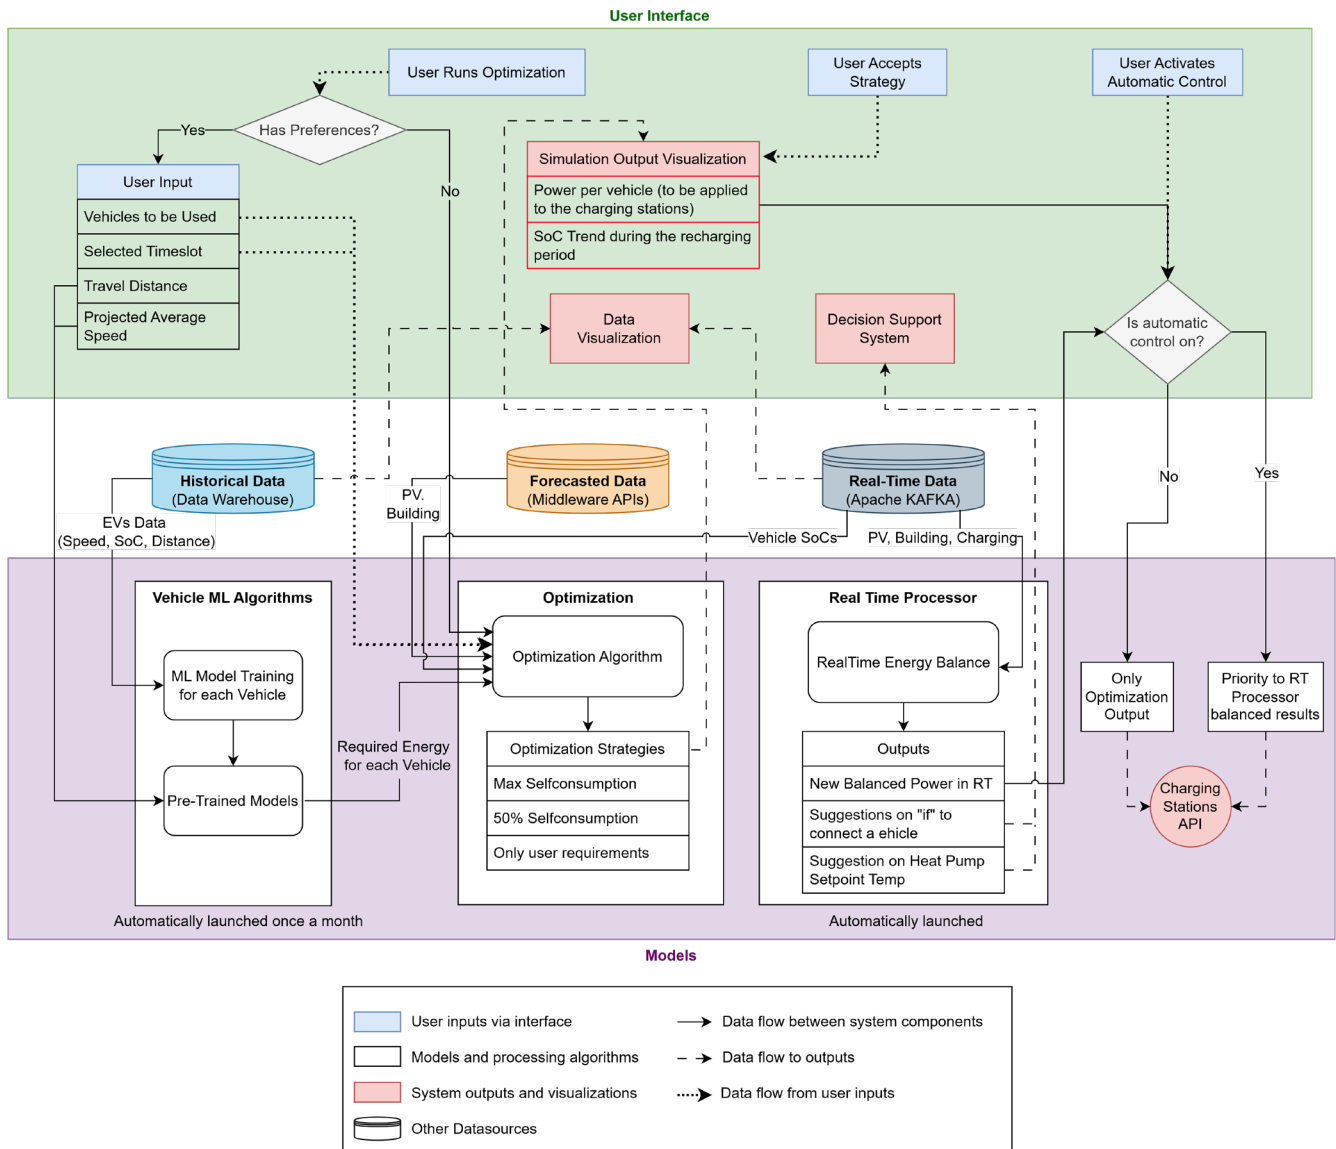 User Interface
User Runs Optimization
User Accepts
Strategy
User Activates
Automatic Control
Has Preferences?
Yes
No
User Input
Vehicles to be Used
Selected Timeslot
Travel Distance
Projected Average
Speed
Simulation Output Visualization
Power per vehicle (to be applied
to the charging stations)
SoC Trend during the recharging
period
Data
Visualization
Decision Support
System
Is automatic
control on?
No
Yes
Historical Data
(Data Warehouse)
Forecasted Data
(Middleware APIs)
Real-Time Data
(Apache KAFKA)
EVs Data
(Speed, SoC, Distance)
PV.
Building
Vehicle SoCs
PV, Building, Charging
Vehicle ML Algorithms
ML Model Training
for each Vehicle
Pre-Trained Models
Automatically launched once a month
Required Energy
for each Vehicle
Optimization
Optimization Algorithm
Optimization Strategies
Max Selfconsumption
50% Selfconsumption
Only user requirements
Real Time Processor
RealTime Energy Balance
Outputs
New Balanced Power in RT
Suggestions on "if" to
connect a ehicle
Suggestion on Heat Pump
Setpoint Temp
Automatically launched
Only
Optimization
Output
Priority to RT
Processor
balanced results
Charging
Stations
API
Models
User inputs via interface
Data flow between system components
Models and processing algorithms
Data flow to outputs
System outputs and visualizations
Data flow from user inputs
Other Datasources